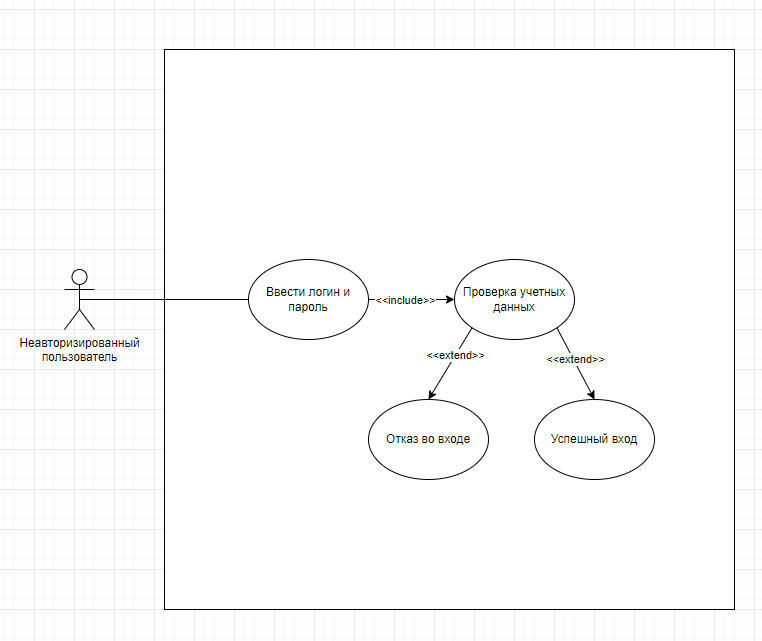 Ввести логин и
пароль
<<include>>
Проверка учетных
данных
Неавторизированный
пользователь
<<extend>>
<<extend>>
Отказ во входе
Успешный вход